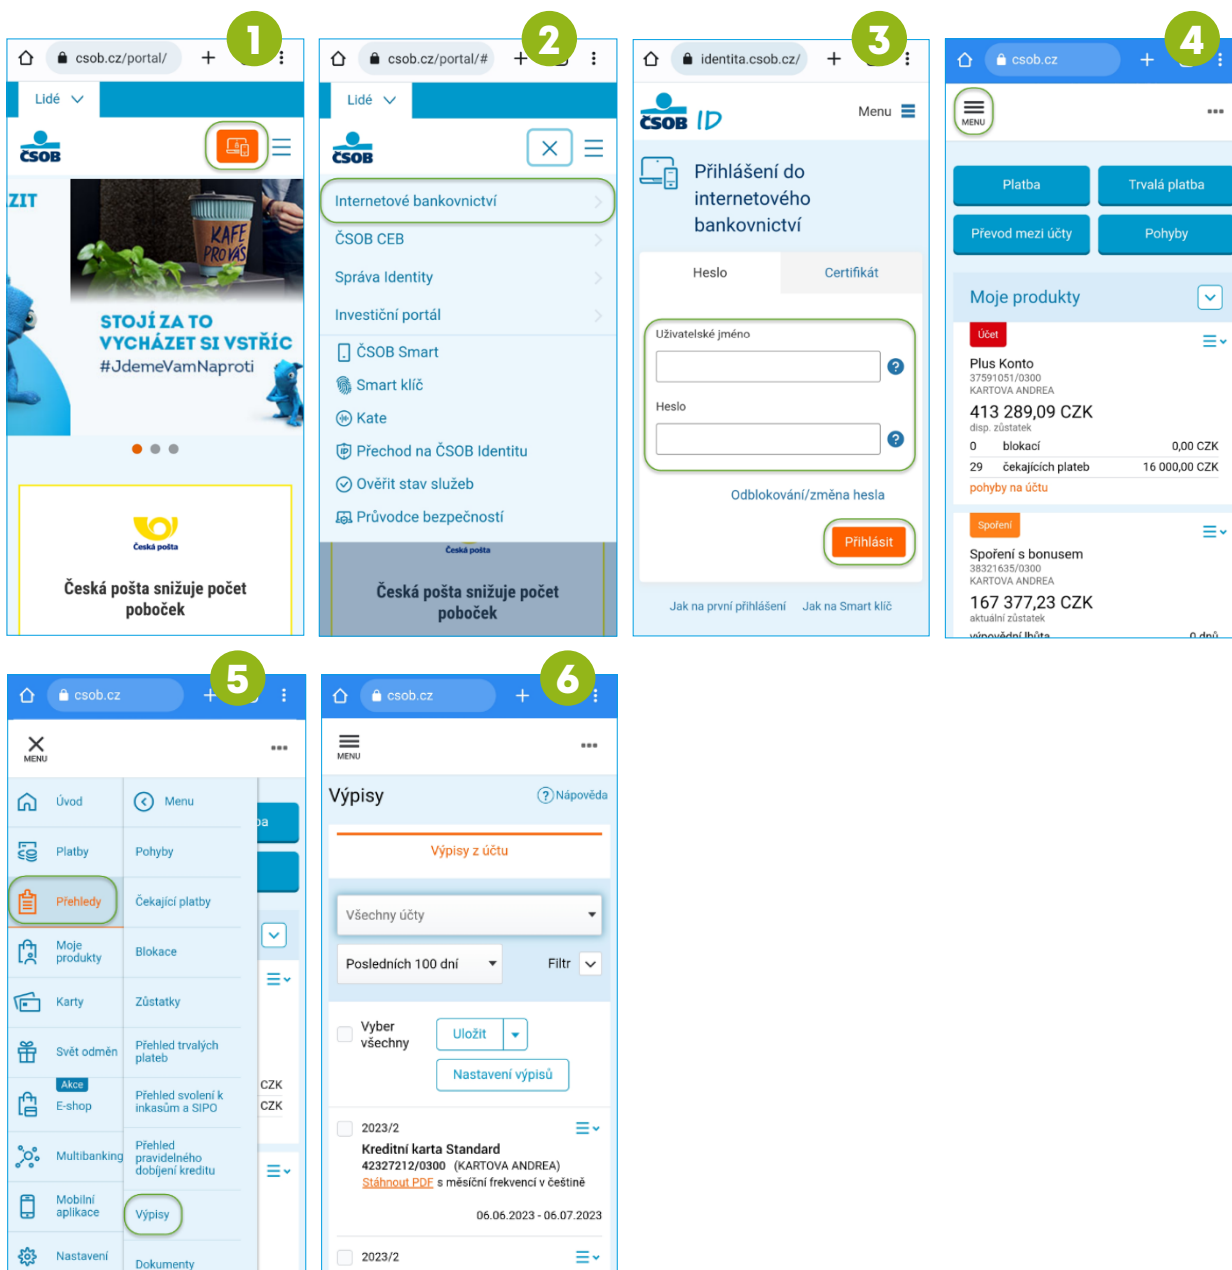 1
csob.cz/portal/
Lidé
ČSOB
ZIT
KAFE
PRO VÁS
STOJÍ ZA TO
VYCHÁZET SI VSTŘÍC
#JdemeVamNaproti
Česká pošta
Česká pošta snižuje počet
poboček
2
csob.cz/portal/#
Lidé
ČSOB
Internetové bankovnictví
ČSOB CEB
Správa Identity
Investiční portál
ČSOB Smart
Smart klíč
Kate
Přechod na ČSOB Identitu
Ověřit stav služeb
Průvodce bezpečností
Česká pošta
Česká pošta snižuje počet
poboček
3
identita.csob.cz/
ČSOB ID
Menu
Přihlášení do
internetového
bankovnictví
Heslo
Certifikát
Uživatelské jméno
?
Heslo
?
Odblokování/změna hesla
Přihlásit
Jak na první přihlášení Jak na Smart klíč
4
csob.cz
MENU
Platba
Trvalá platba
Převod mezi účty
Pohyby
Moje produkty
Účet
Plus Konto
37591051/0300
KARTOVA ANDREA
413 289,09 CZK
disp. zůstatek
0 blokací 0,00 CZK
29 čekajících plateb 16 000,00 CZK
pohyby na účtu
Spoření
Spoření s bonusem
38321635/0300
KARTOVA ANDREA
167 377,23 CZK
aktuální zůstatek
výpovědní lhůta 0 dnů
5
csob.cz
MENU
Úvod
Platby
Přehledy
Moje
produkty
Karty
Svět odměn
Akce
E-shop
Multibanking
Mobilní
aplikace
Nastavení
Menu
Pohyby
Čekající platby
Blokace
Zůstatky
Přehled trvalých
plateb
Přehled svolení k
inkasům a SIPO
Přehled
pravidelného
dobíjení kreditu
Výpisy
Dokumenty
ba
CZK
CZK
6
csob.cz
MENU
Výpisy
? Nápověda
Výpisy z účtu
Všechny účty
Posledních 100 dní
Filtr
Vyber
všechny
Uložit
Nastavení výpisů
2023/2
Kreditní karta Standard
42327212/0300 (KARTOVA ANDREA)
Stáhnout PDF s měsíční frekvencí v češtině
06.06.2023 - 06.07.2023
2023/2